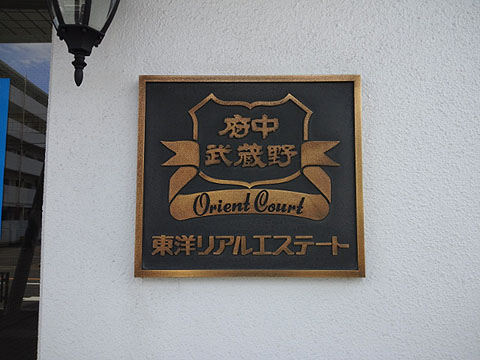 府中
武蔵野
Orient Court
東洋リアルエステート